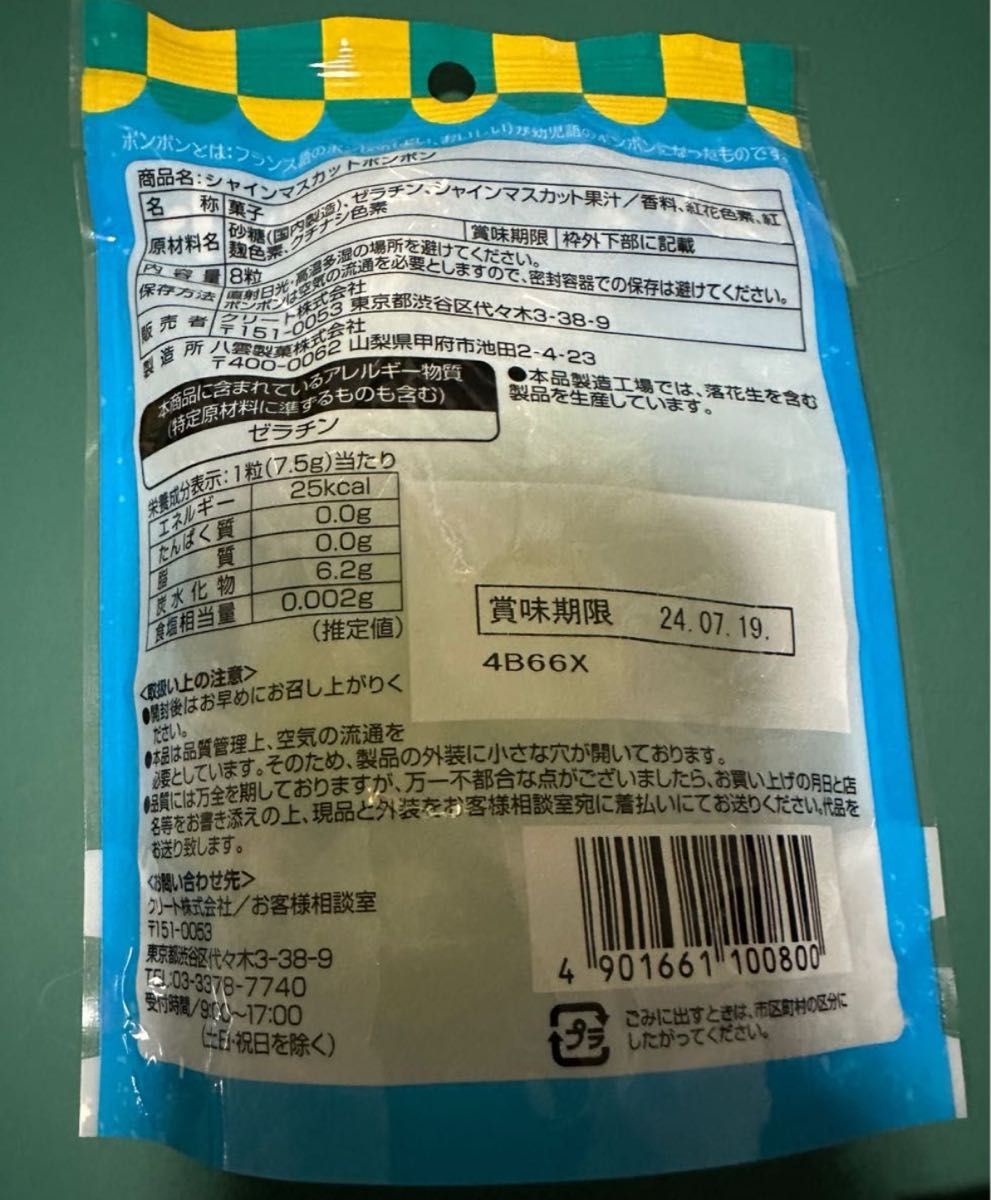 ボンボンとは:フランス語のボン(よい、おいしい)が幼児語のボンボンになったものです。
商品名:シャインマスカットボンボン
名 称 菓子
原材料名 砂糖(国内製造)、ゼラチン、シャインマスカット果汁/香料、紅花色素、紅
麹色素、クチナシ色素
内容量 8粒 賞味期限 枠外下部に記載
保存方法 直射日光・高温多湿の場所を避けてください。
ボンボンは空気の流通を必要としますので、密封容器での保存は避けてください。
販売者 クリート株式会社
〒151-0053 東京都渋谷区代々木3-38-9
製造所 八雲製菓株式会社
〒400-0062 山梨県甲府市池田2-4-23
本商品に含まれているアレルギー物質
(特定原材料に準ずるものも含む)
ゼラチン
●本品製造工場では、落花生を含む
製品を生産しています。
栄養成分表示:1粒(7.5g)当たり
エネルギー 25kcal
たんぱく質 0.0g
脂質 0.0g
炭水化物 6.2g
食塩相当量 0.002g
(推定値)
賞味期限 24.07.19.
4B66X
<取扱い上の注意>
●開封後はお早めにお召し上がりく
ださい。
●本品は品質管理上、空気の流通を
必要としています。そのため、製品の外装に小さな穴が開いております。
●品質には万全を期しておりますが、万一不都合な点がございましたら、お買い上げの月日と店
名等をお書き添えの上、現品と外装をお客様相談室宛に着払いにてお送りください。代品を
お送り致します。
<お問い合わせ先>
クリート株式会社/お客様相談室
〒151-0053
東京都渋谷区代々木3-38-9
TEL:03-3378-7740
受付時間/9:00〜17:00
(土日・祝日を除く)
4 901661 100800
プラ
ごみに出すときは、市区町村の区分に
したがってください。